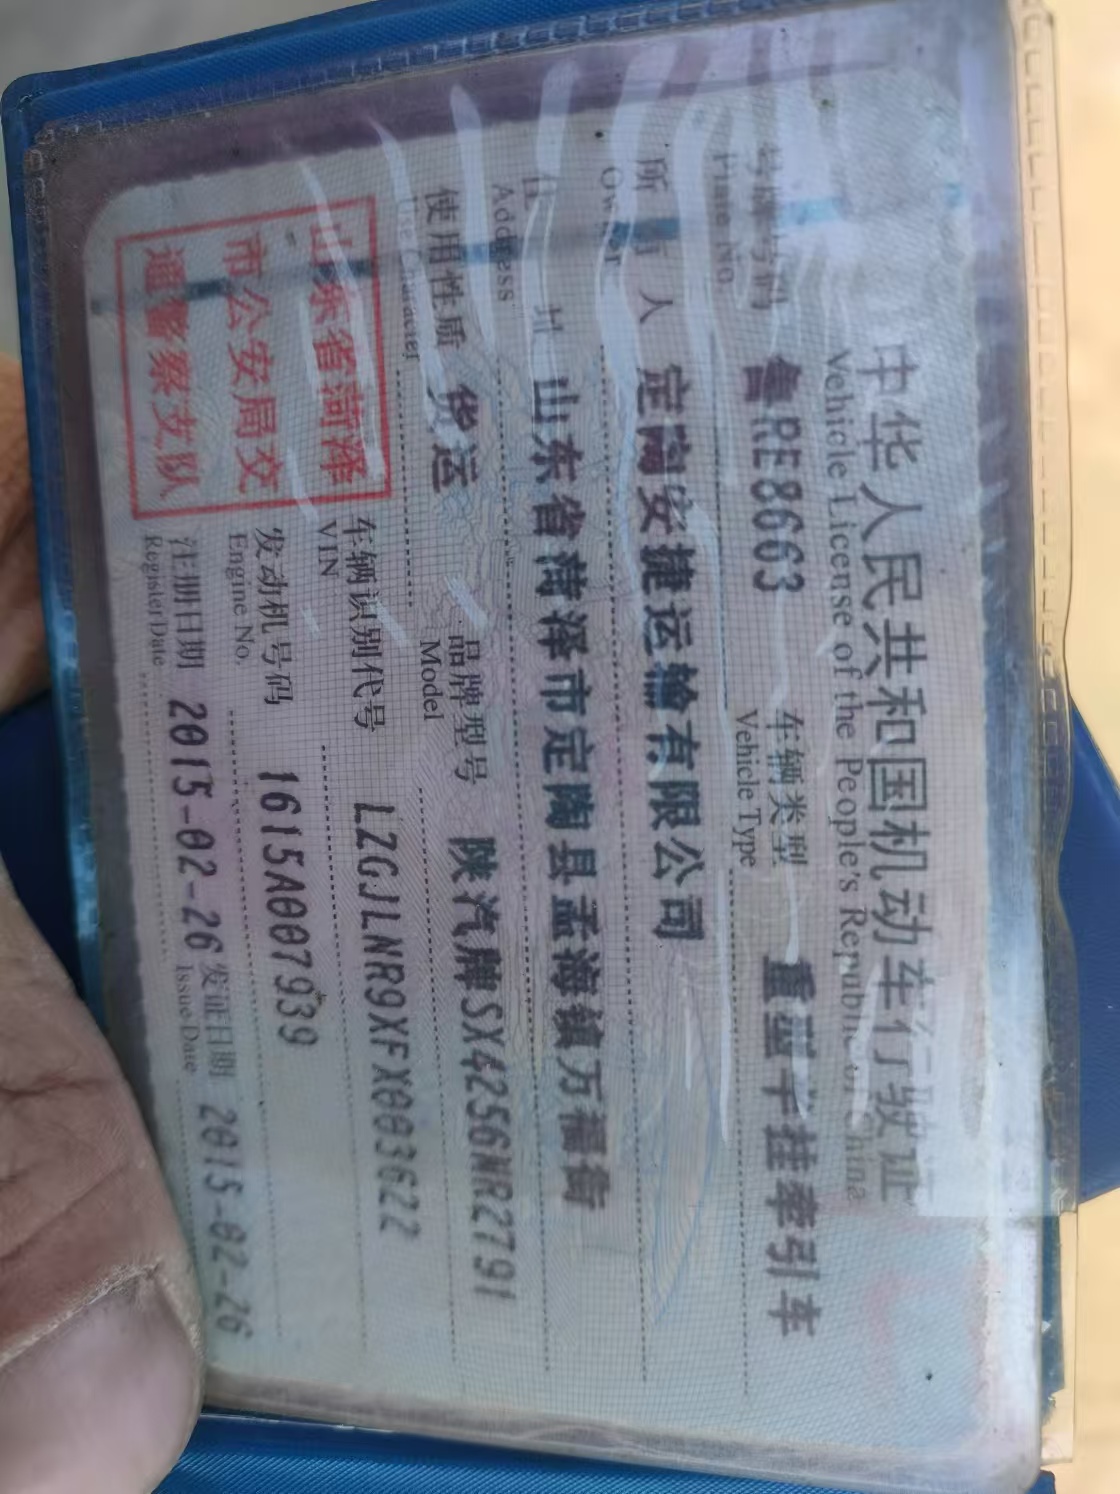 中华人民共和国机动车行驶证
Vehicle License of the People's Republic of China
号牌号码 鲁RE8663 车辆类型 重型半挂牵引车
Plate No. Vehicle Type
所有人 定陶安捷运输有限公司
Owner
住址 山东省菏泽市定陶县孟海镇万福街
Address
使用性质 货运 品牌型号 陕汽牌SX4256NR2791
Use Character Model
山东省菏泽
市公安局交
通警察支队
车辆识别代号 LZGJLNR9XFX003622
VIN
发动机号码 1615A007939
Engine No.
注册日期 2015-02-26 发证日期 2015-02-26
Register Date Issue Date